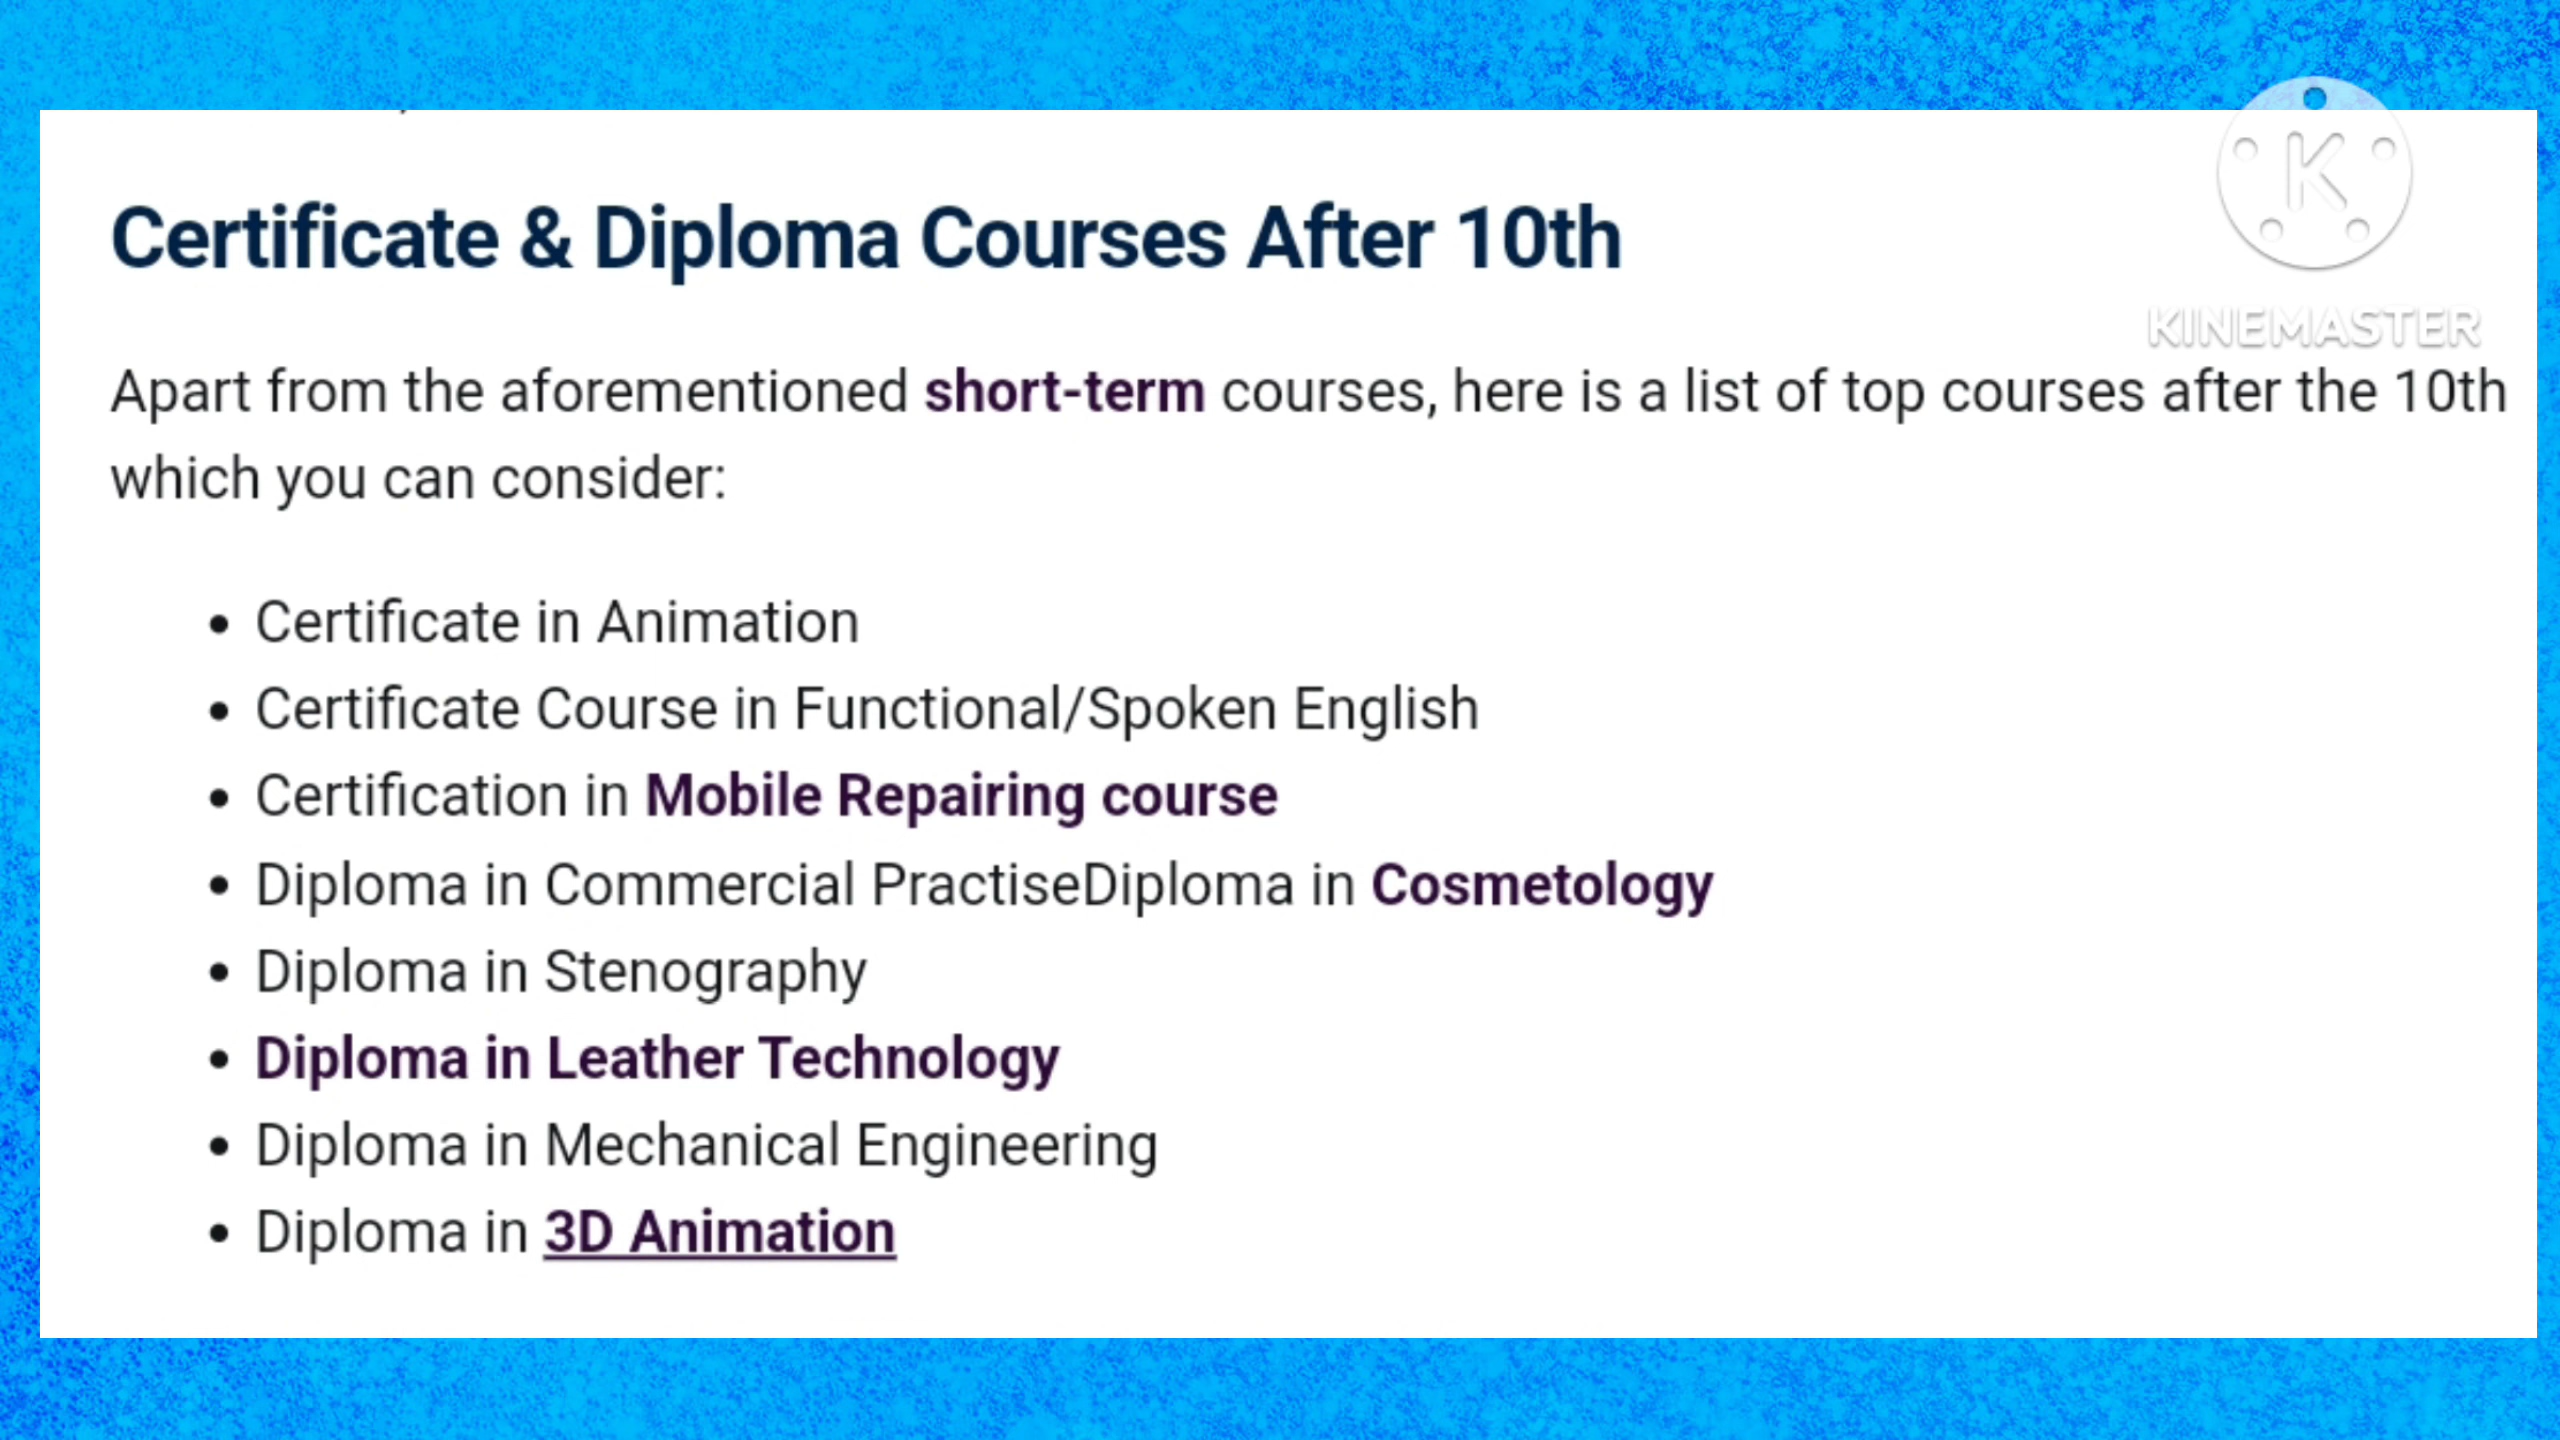 Certificate & Diploma Courses After 10th
K
KINEMASTER
Apart from the aforementioned short-term courses, here is a list of top courses after the 10th
which you can consider:
• Certificate in Animation
• Certificate Course in Functional/Spoken English
• Certification in Mobile Repairing course
• Diploma in Commercial PractiseDiploma in Cosmetology
• Diploma in Stenography
• Diploma in Leather Technology
• Diploma in Mechanical Engineering
• Diploma in 3D Animation